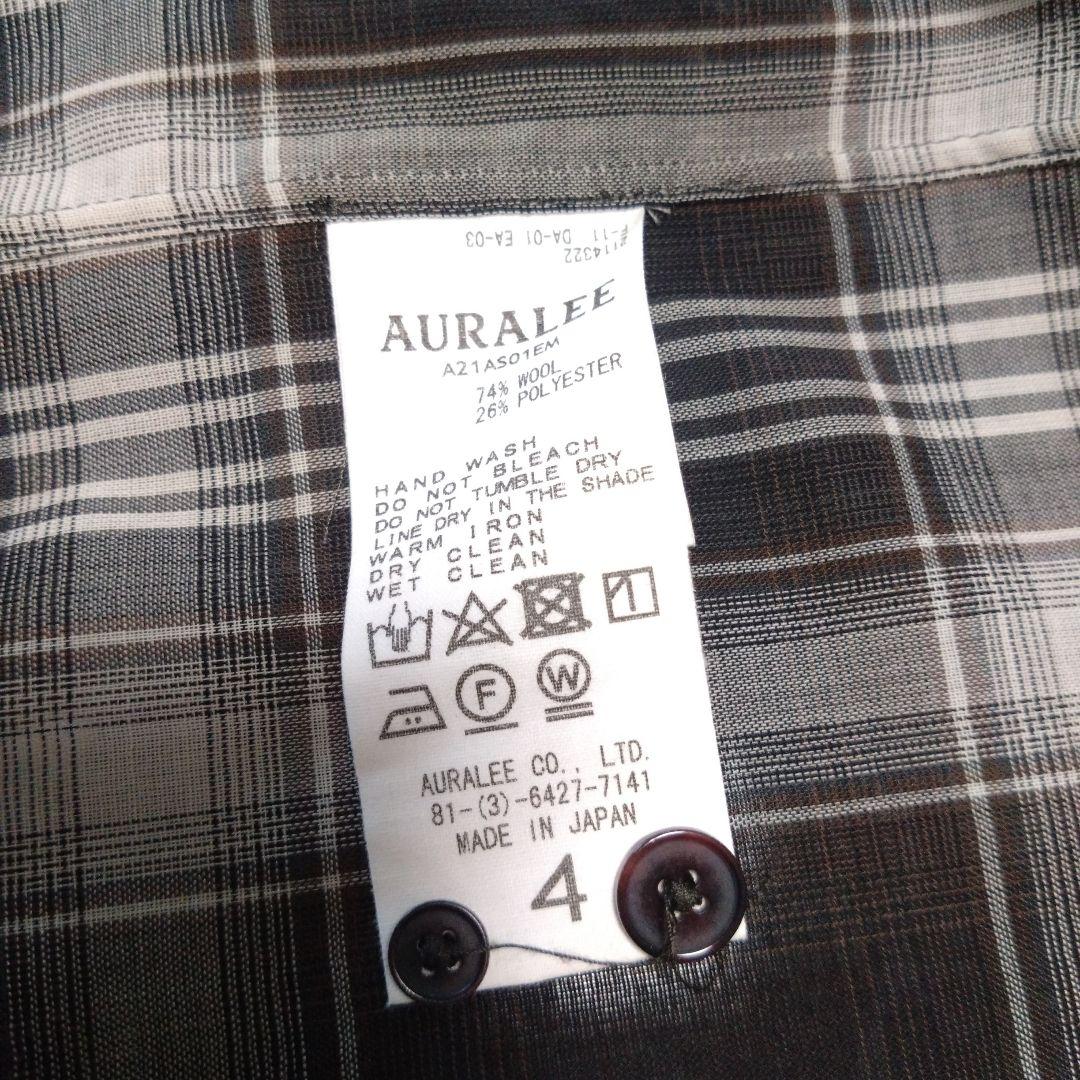 F-11 DA-01 EA-03
AURALEE
A21AS01EM
74% WOOL
26% POLYESTER
HAND WASH
DO NOT BLEACH
DO NOT TUMBLE DRY
LINE DRY IN THE SHADE
WARM IRON
DRY CLEAN
WET CLEAN
F
W
AURALEE CO., LTD.
81-(3)-6427-7141
MADE IN JAPAN
4